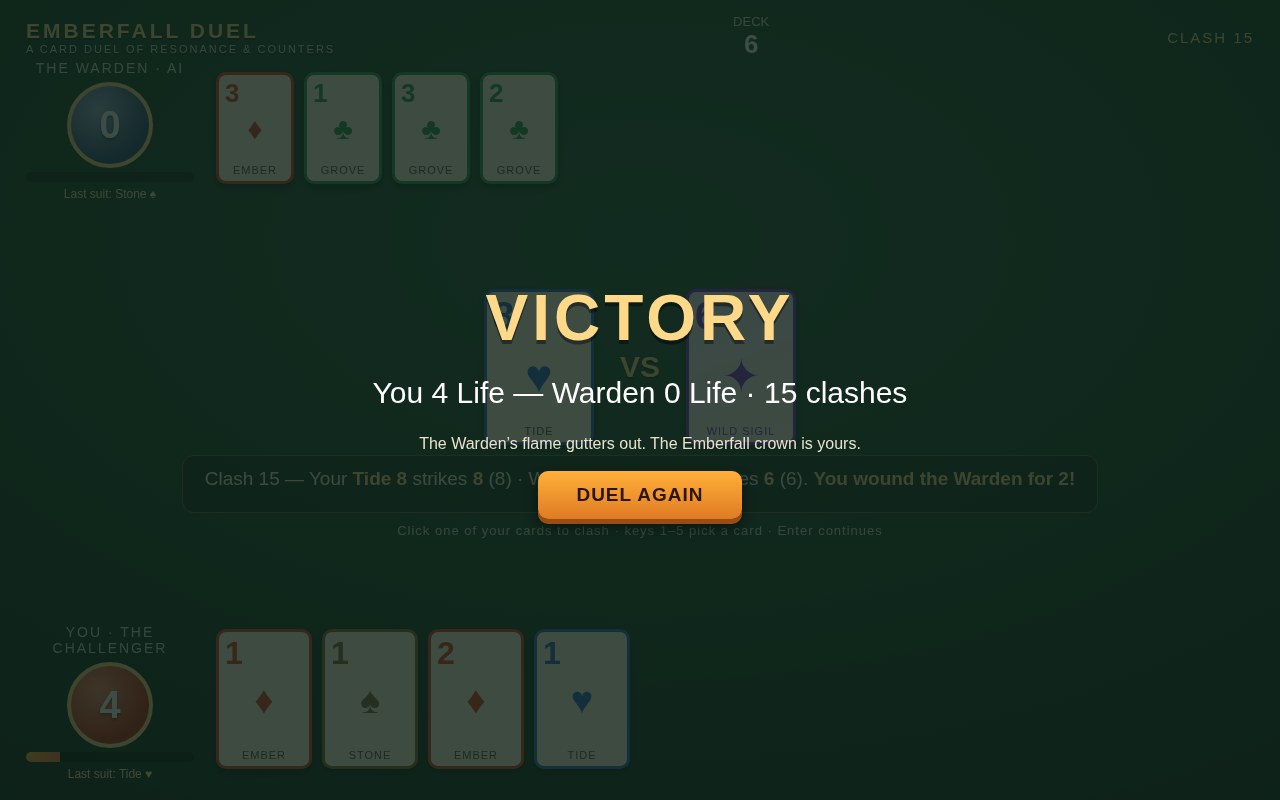 EMBERFALL DUEL
A CARD DUEL OF RESONANCE & COUNTERS
DECK
6
CLASH 15
THE WARDEN · AI
0
Last suit: Stone ♠
3
EMBER
1
GROVE
3
GROVE
2
GROVE
VICTORY
VS
You 4 Life — Warden 0 Life · 15 clashes
TIDE
WILD SIGIL
The Warden's flame gutters out. The Emberfall crown is yours.
Clash 15 — Your Tide 8 strikes 8 (8) · 6 (6). You wound the Warden for 2!
DUEL AGAIN
Click one of your cards to clash · keys 1–5 pick a card · Enter continues
YOU · THE
CHALLENGER
4
Last suit: Tide ♥
1
EMBER
1
STONE
2
EMBER
1
TIDE